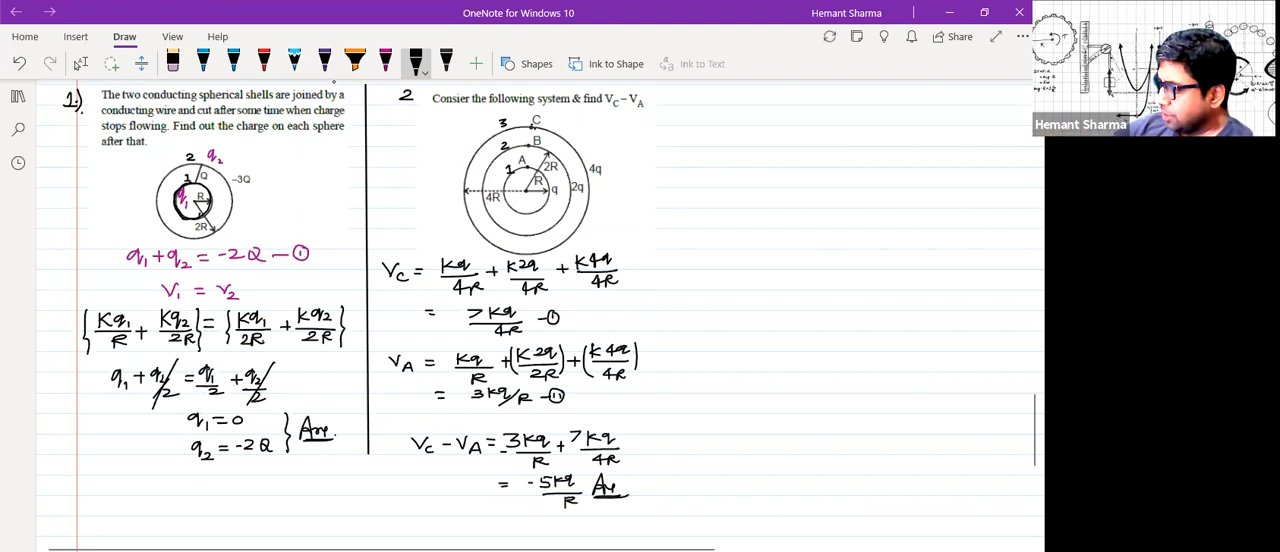 OneNote for Windows 10
Hemant Sharma
Home Insert Draw View Help
Share
Shapes
Ink to Shape
Ink to Text
1.)
The two conducting spherical shells are joined by a
conducting wire and cut after some time when charge
stops flowing. Find out the charge on each sphere
after that.
2 q₂
1 Q -3Q
q₁ R
2R
q₁ + q₂ = -2Q —①
V₁ = V₂
{Kq₁/R + Kq₂/2R} = {Kq₁/2R + Kq₂/2R}
q₁ + q₂/2 = q₁/2 + q₂/2
q₁ = 0
q₂ = -2Q } Ans.
2 Consier the following system & find V_C – V_A
3 C
2 B
1 A 2R 4q
R
4R q 2q
V_C = Kq/4R + K2q/4R + K4q/4R
= 7Kq/4R —①
V_A = Kq/R + (K2q/2R) + (K4q/4R)
= 3Kq/R —②
V_C - V_A = -3Kq/R + 7Kq/4R
= -5Kq/R Ans
Hemant Sharma